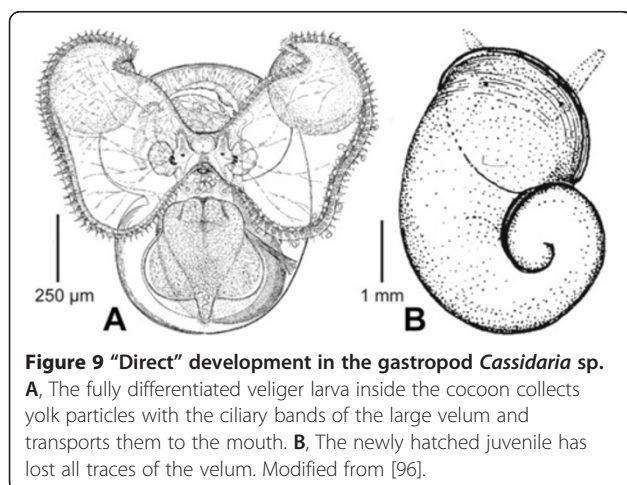 250 µm
A
1 mm
B
Figure 9 “Direct” development in the gastropod Cassidaria sp.
A, The fully differentiated veliger larva inside the cocoon collects
yolk particles with the ciliary bands of the large velum and
transports them to the mouth. B, The newly hatched juvenile has
lost all traces of the velum. Modified from [96].